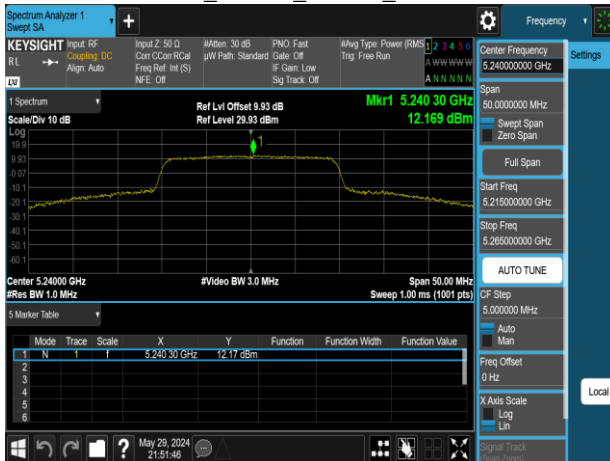 Spectrum Analyzer 1
Swept SA
+
Frequency
KEYSIGHT
RL
LXI
Input: RF
Coupling: DC
Align: Auto
Input Z: 50 Ω
Corr CCorr RCal
Freq Ref: Int (S)
NFE: Off
#Atten: 30 dB
µW Path: Standard
PNO: Fast
Gate: Off
IF Gain: Low
Sig Track: Off
#Avg Type: Power (RMS
Trig: Free Run
1 2 3 4 5 6
A W W W W W
A N N N N N
1 Spectrum
Scale/Div 10 dB
Ref Lvl Offset 9.93 dB
Ref Level 29.93 dBm
Mkr1 5.240 30 GHz
12.169 dBm
Log
19.9
9.93
-0.07
-10.1
-20.1
-30.1
-40.1
-50.1
-60.1
1
Center 5.24000 GHz
#Res BW 1.0 MHz
#Video BW 3.0 MHz
Span 50.00 MHz
Sweep 1.00 ms (1001 pts)
5 Marker Table
Mode Trace Scale X Y Function Function Width Function Value
1 N 1 f 5.240 30 GHz 12.17 dBm
2
3
4
5
6
?
May 29, 2024
21:51:46
Center Frequency
5.240000000 GHz
Settings
Span
50.0000000 MHz
Swept Span
Zero Span
Full Span
Start Freq
5.215000000 GHz
Stop Freq
5.265000000 GHz
AUTO TUNE
CF Step
5.000000 MHz
Auto
Man
Freq Offset
0 Hz
Local
X Axis Scale
Log
Lin
Signal Track
(Span Zoom)